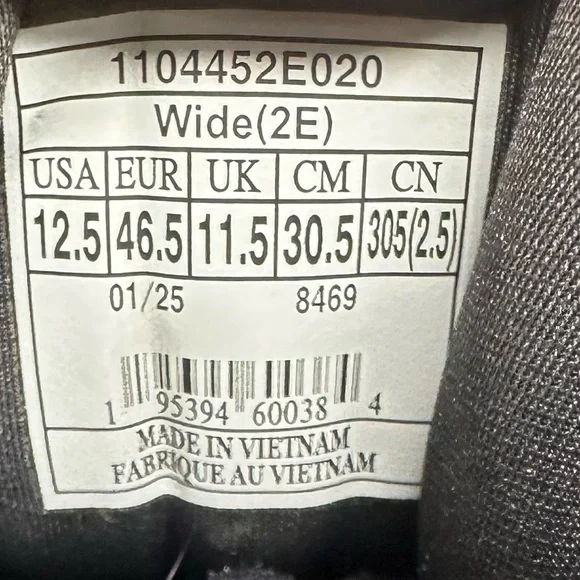 1104452E020
Wide(2E)
USA EUR UK CM CN
12.5 46.5 11.5 30.5 305(2.5)
01/25 8469
1 95394 60038 4
MADE IN VIETNAM
FABRIQUE AU VIETNAM